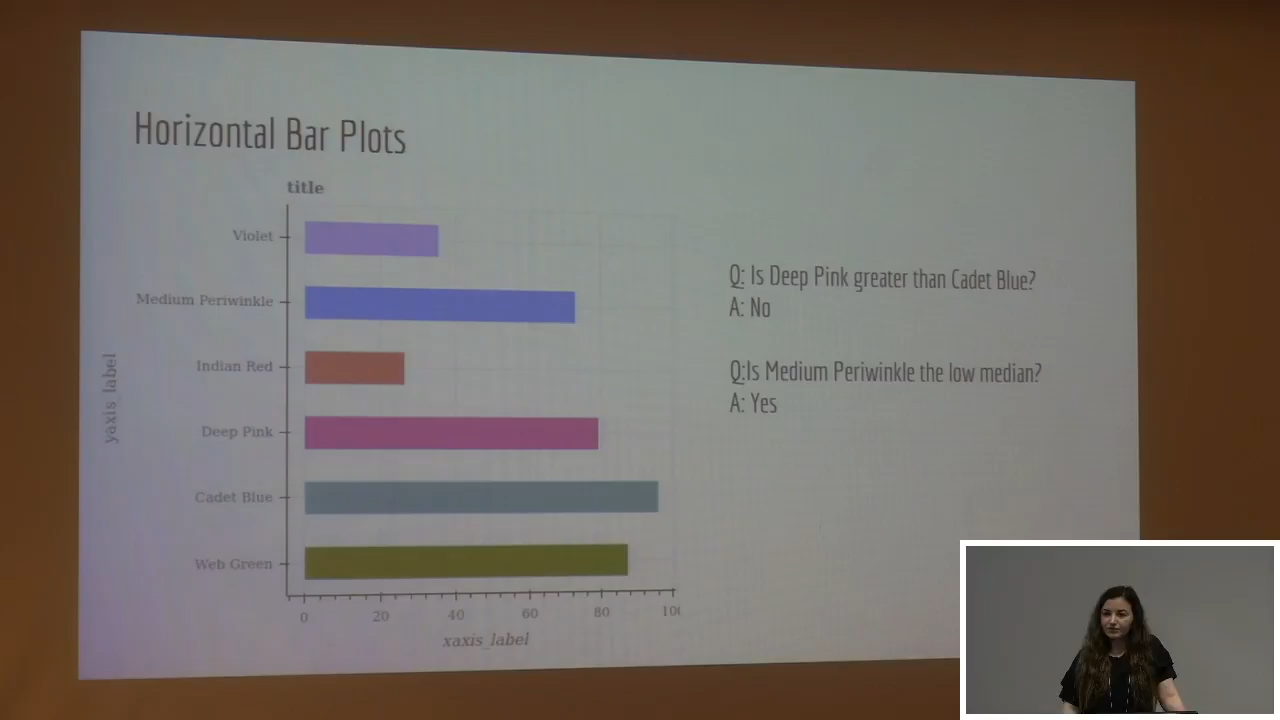 Horizontal Bar Plots
title
Violet
Medium Periwinkle
Indian Red
Deep Pink
Cadet Blue
Web Green
yaxis_label
0 20 40 60 80
xaxis_label
Q: Is Deep Pink greater than Cadet Blue?
A: No
Q:Is Medium Periwinkle the low median?
A: Yes